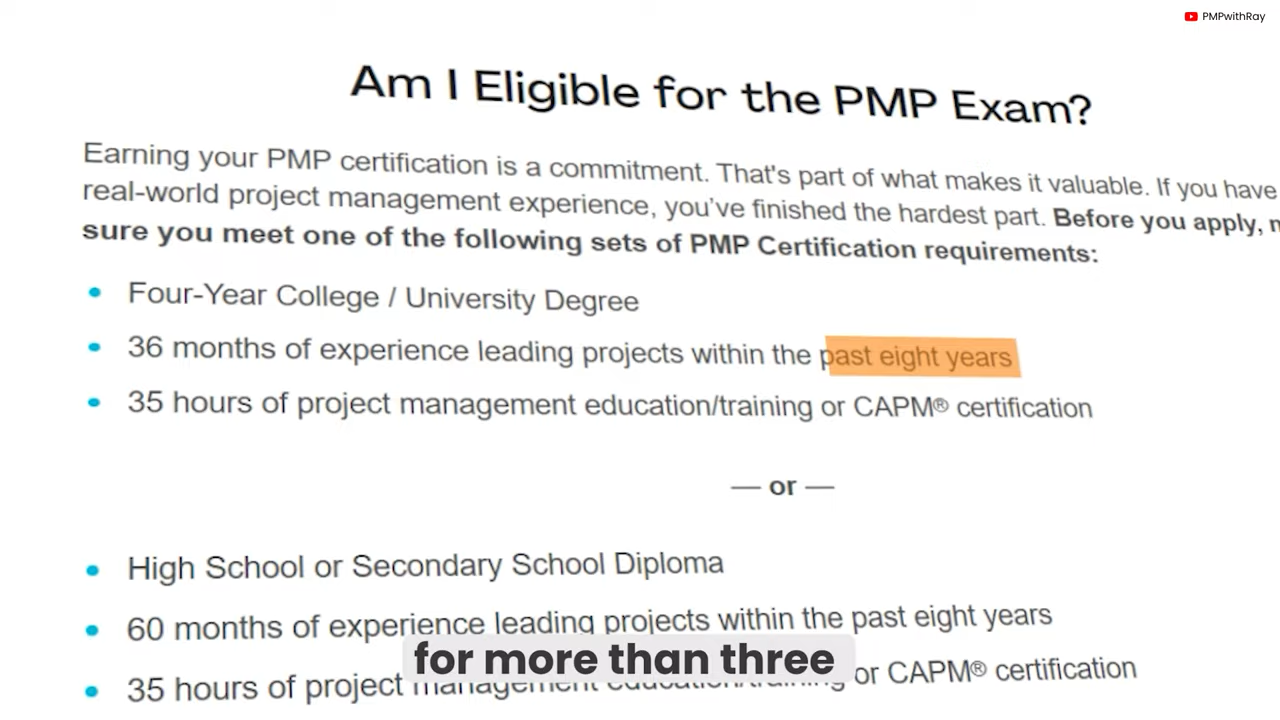 PMPwithRay
Am I Eligible for the PMP Exam?
Earning your PMP certification is a commitment. That's part of what makes it valuable. If you have
real-world project management experience, you've finished the hardest part. Before you apply,
sure you meet one of the following sets of PMP Certification requirements:
Four-Year College / University Degree
36 months of experience leading projects within the past eight years
35 hours of project management education/training or CAPM® certification
— or —
High School or Secondary School Diploma
60 months of experience leading projects within the past eight years
for more than three
35 hours of project management education/training or CAPM® certification